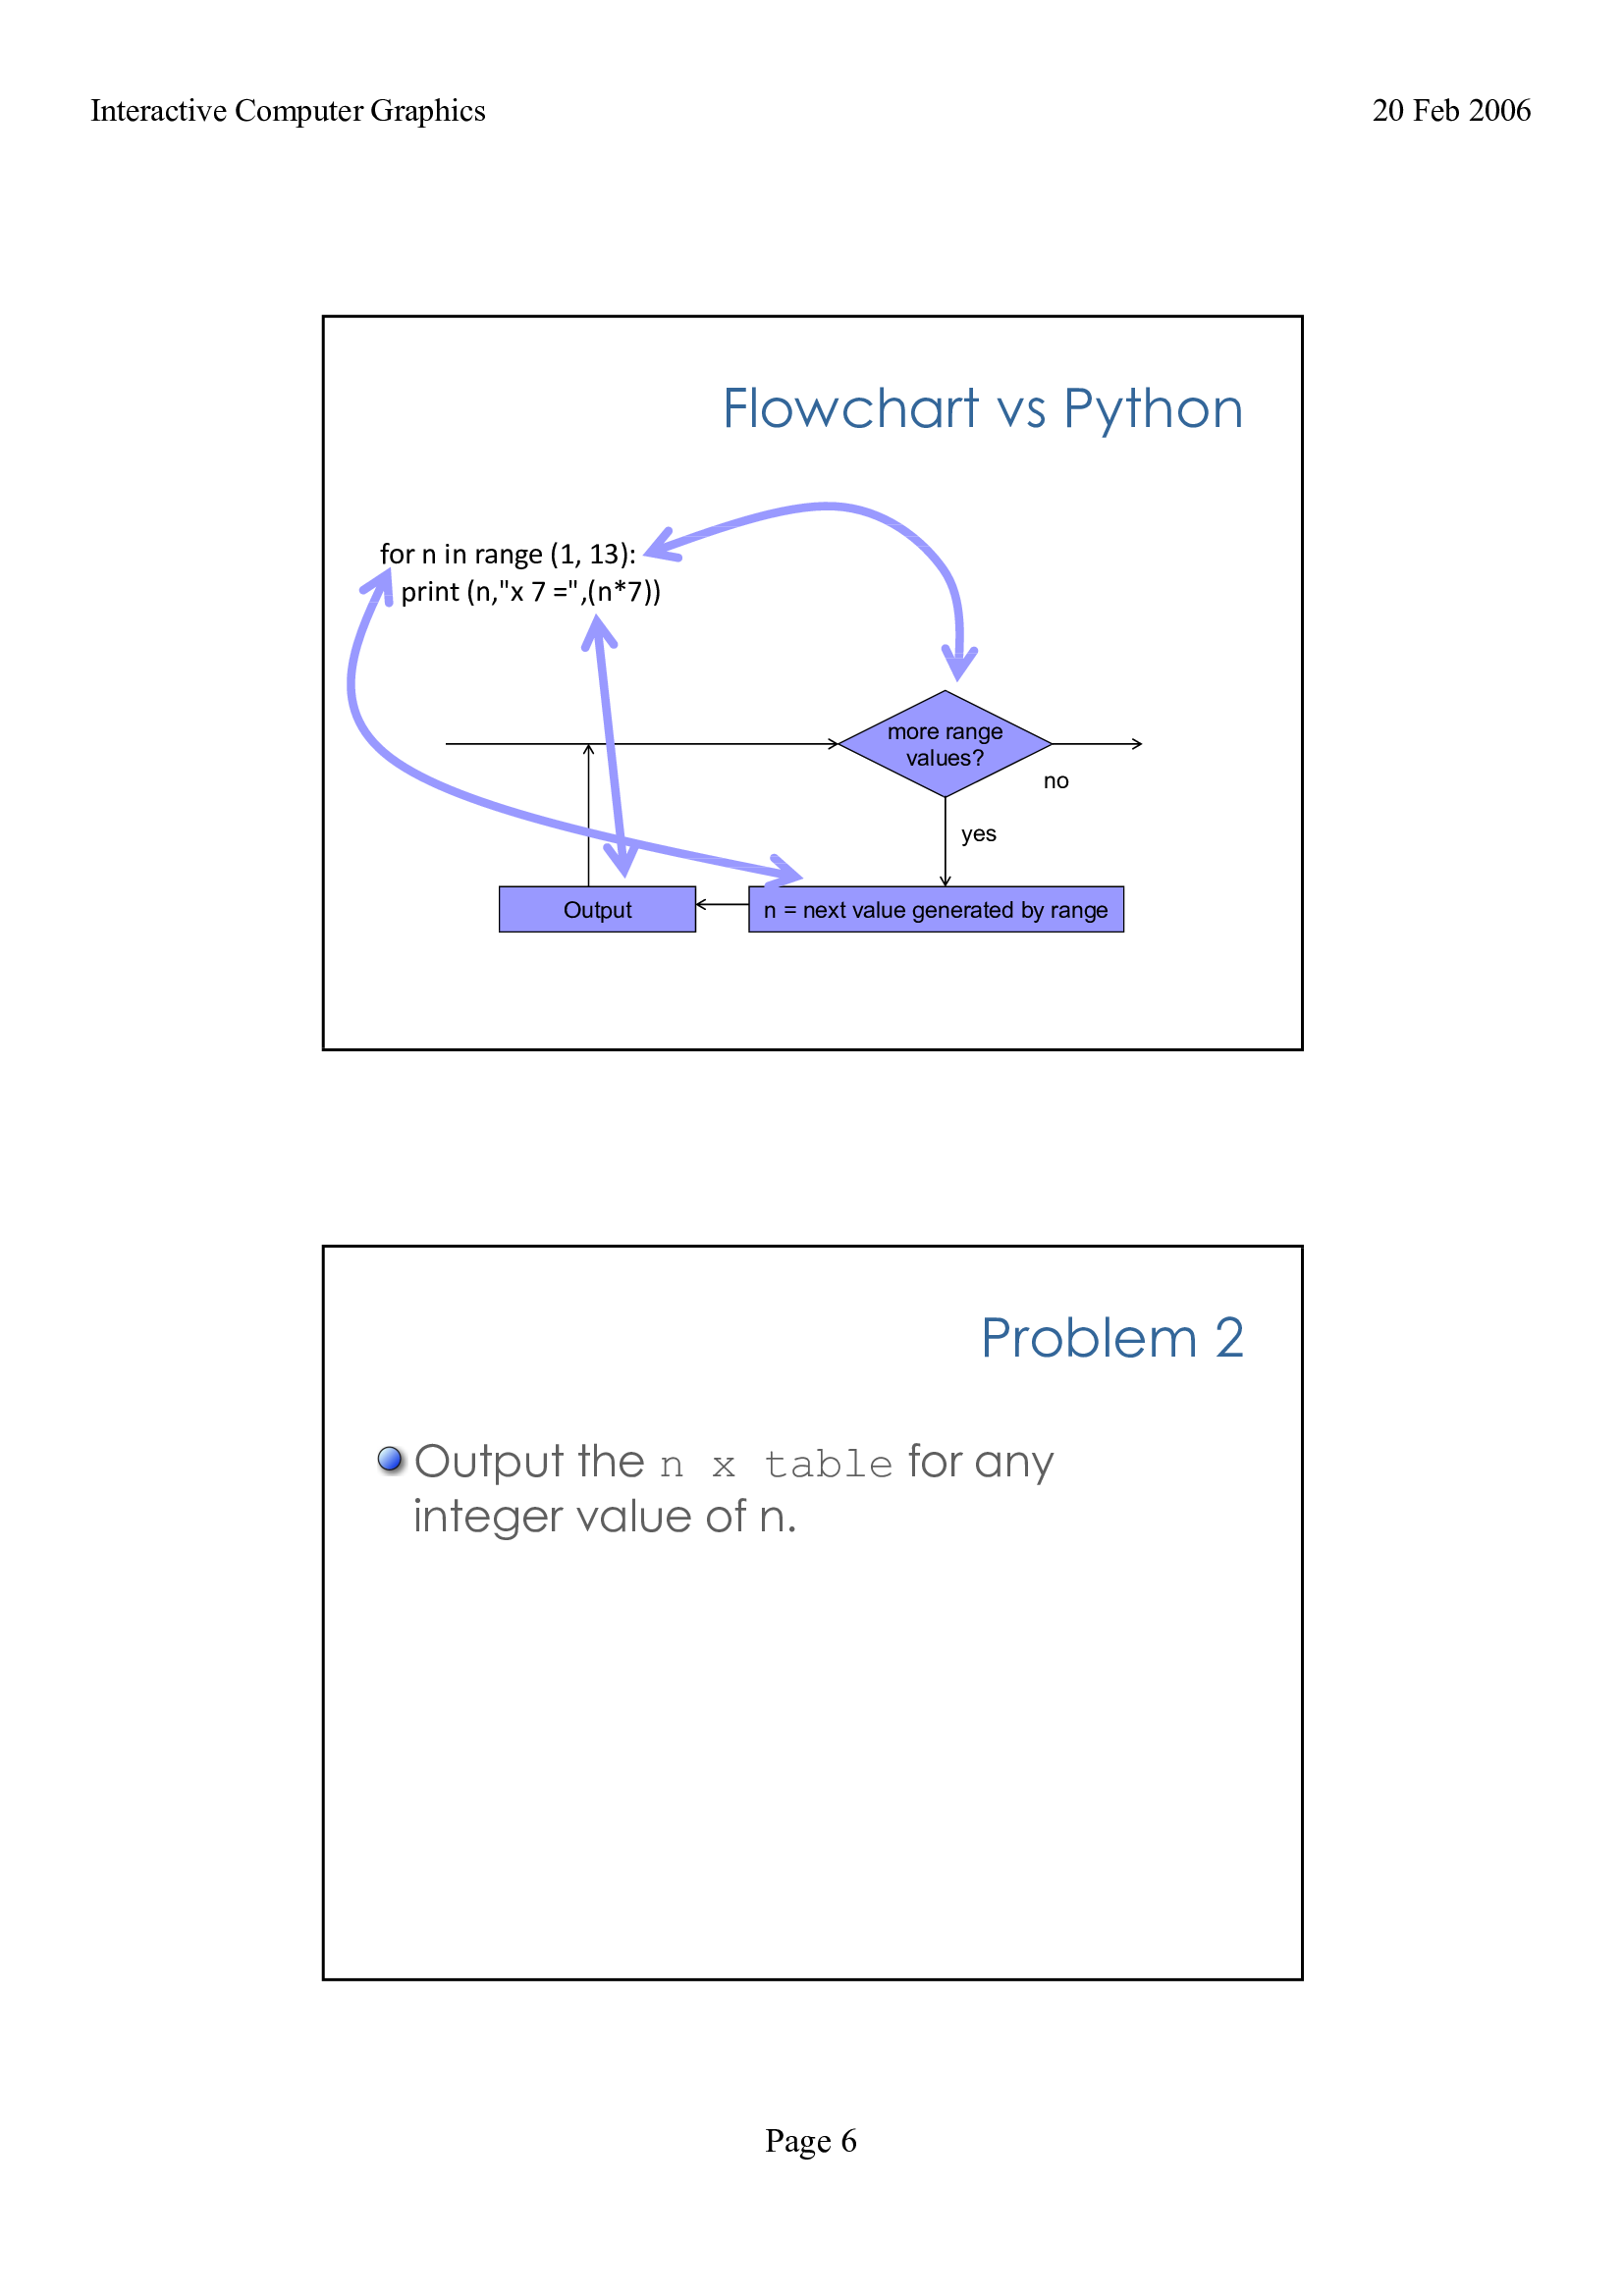 Interactive Computer Graphics 20 Feb 2006
Flowchart vs Python
for n in range (1, 13):
print (n,"x 7 =",(n*7))
more range
values?
no
yes
Output
n = next value generated by range
Problem 2
Output the n x table for any
integer value of n.
Page 6